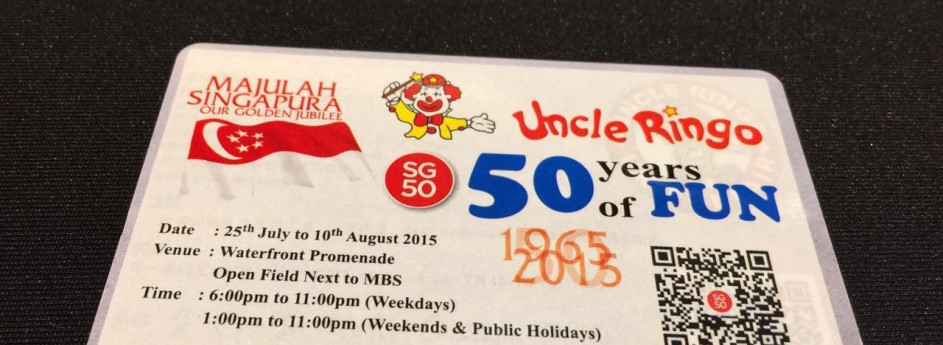 MAJULAH
SINGAPURA
OUR GOLDEN JUBILEE
Uncle Ringo
SG
50
50 years
of FUN
1965
2015
Date : 25th July to 10th August 2015
Venue : Waterfront Promenade
Open Field Next to MBS
Time : 6:00pm to 11:00pm (Weekdays)
1:00pm to 11:00pm (Weekends & Public Holidays)
SG
50